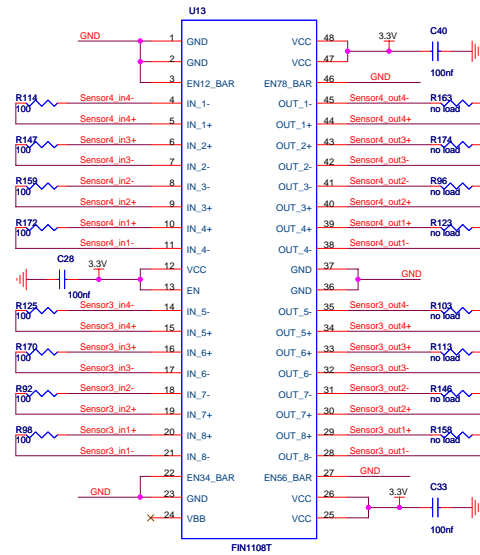 U13
GND 1 GND VCC 48 3.3V C40
2 GND VCC 47 100nf
3 EN12_BAR EN78_BAR 46 GND
R114 100 Sensor4_in4- 4 IN_1- OUT_1- 45 Sensor4_out4- R163 no load
Sensor4_in4+ 5 IN_1+ OUT_1+ 44 Sensor4_out4+
R147 100 Sensor4_in3+ 6 IN_2+ OUT_2+ 43 Sensor4_out3+ R174 no load
Sensor4_in3- 7 IN_2- OUT_2- 42 Sensor4_out3-
R159 100 Sensor4_in2- 8 IN_3- OUT_3- 41 Sensor4_out2- R96 no load
Sensor4_in2+ 9 IN_3+ OUT_3+ 40 Sensor4_out2+
R172 100 Sensor4_in1+ 10 IN_4+ OUT_4+ 39 Sensor4_out1+ R123 no load
Sensor4_in1- 11 IN_4- OUT_4- 38 Sensor4_out1-
C28 3.3V 12 VCC GND 37 GND
100nf 13 EN GND 36
R125 100 Sensor3_in4- 14 IN_5- OUT_5- 35 Sensor3_out4- R103 no load
Sensor3_in4+ 15 IN_5+ OUT_5+ 34 Sensor3_out4+
R170 100 Sensor3_in3+ 16 IN_6+ OUT_6+ 33 Sensor3_out3+ R113 no load
Sensor3_in3- 17 IN_6- OUT_6- 32 Sensor3_out3-
R92 100 Sensor3_in2- 18 IN_7- OUT_7- 31 Sensor3_out2- R146 no load
Sensor3_in2+ 19 IN_7+ OUT_7+ 30 Sensor3_out2+
R98 100 Sensor3_in1+ 20 IN_8+ OUT_8+ 29 Sensor3_out1+ R158 no load
Sensor3_in1- 21 IN_8- OUT_8- 28 Sensor3_out1-
22 EN34_BAR EN56_BAR 27 GND
GND 23 GND VCC 26 3.3V C33
24 VBB VCC 25 100nf
FIN1108T